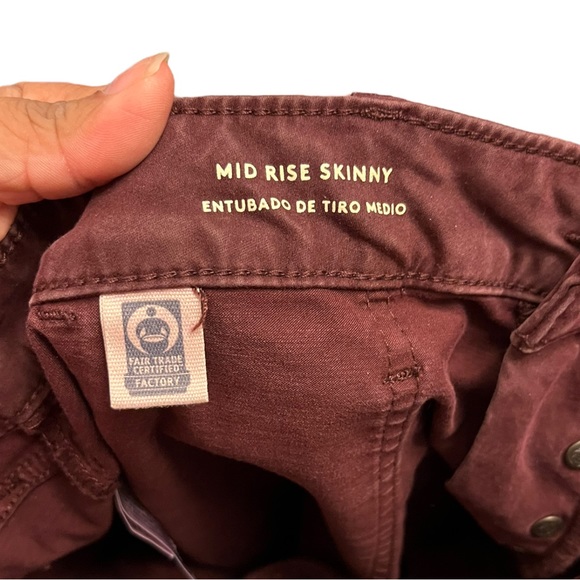 MID RISE SKINNY
ENTUBADO DE TIRO MEDIO
FAIR TRADE
CERTIFIED
FACTORY